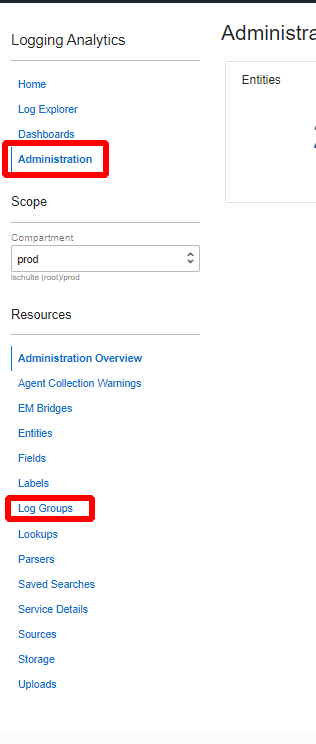 Logging Analytics
Home
Log Explorer
Dashboards
Administration
Scope
Compartment
prod
lschulte (root)/prod
Resources
Administration Overview
Agent Collection Warnings
EM Bridges
Entities
Fields
Labels
Log Groups
Lookups
Parsers
Saved Searches
Service Details
Sources
Storage
Uploads
Administra
Entities